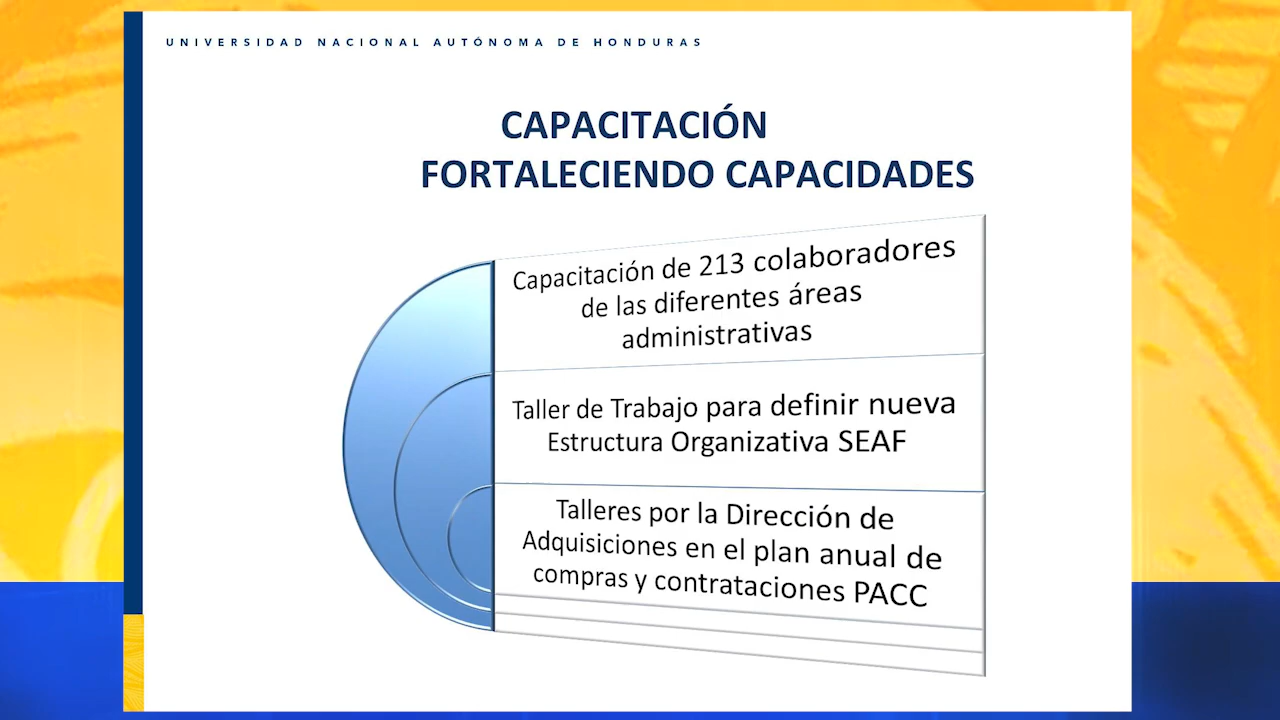 UNIVERSIDAD NACIONAL AUTÓNOMA DE HONDURAS
CAPACITACIÓN
FORTALECIENDO CAPACIDADES
Capacitación de 213 colaboradores
de las diferentes áreas
administrativas
Taller de Trabajo para definir nueva
Estructura Organizativa SEAF
Talleres por la Dirección de
Adquisiciones en el plan anual de
compras y contrataciones PACC